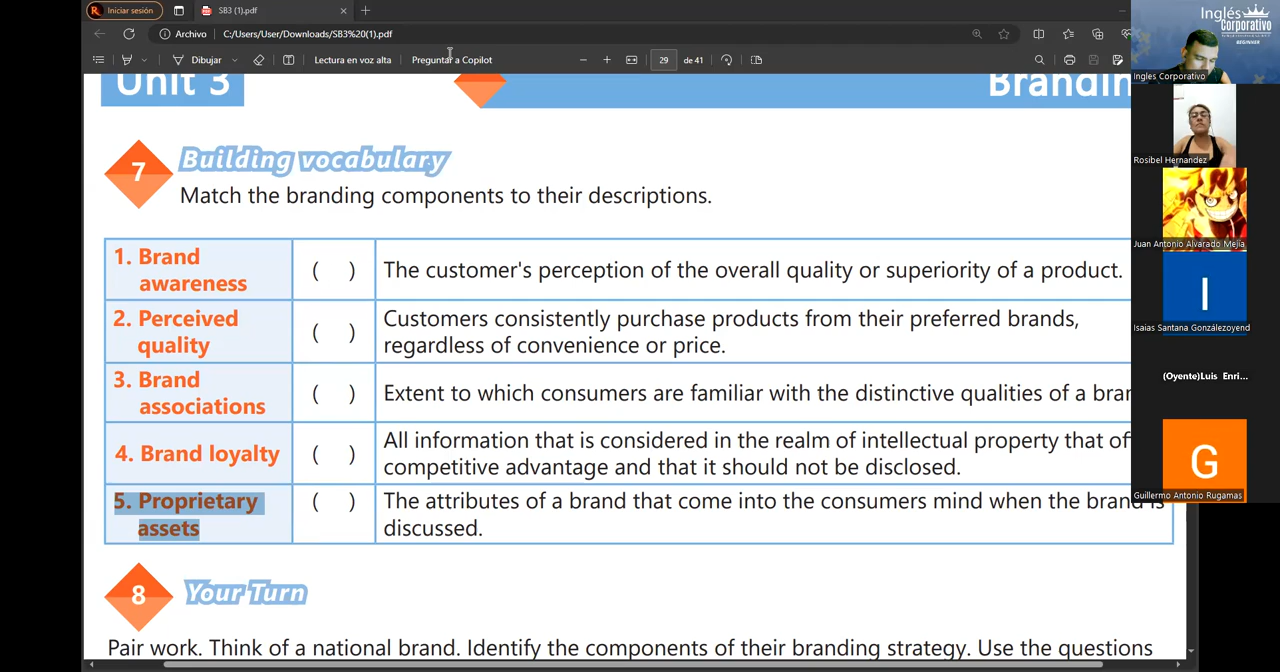 Iniciar sesión
SB3 (1).pdf
Archivo
C:/Users/User/Downloads/SB3%20(1).pdf
Dibujar
Lectura en voz alta
Preguntar a Copilot
29
de 41
Unit 3
Brandin
7
Building vocabulary
Match the branding components to their descriptions.
1. Brand
awareness
( )
The customer's perception of the overall quality or superiority of a product.
2. Perceived
quality
( )
Customers consistently purchase products from their preferred brands,
regardless of convenience or price.
3. Brand
associations
( )
Extent to which consumers are familiar with the distinctive qualities of a bran
4. Brand loyalty
( )
All information that is considered in the realm of intellectual property that of
competitive advantage and that it should not be disclosed.
5. Proprietary
assets
( )
The attributes of a brand that come into the consumers mind when the brand is
discussed.
8
Your Turn
Pair work. Think of a national brand. Identify the components of their branding strategy. Use the questions
Inglés
Corporativo
BEGINNER
Ingles Corporativo
Rosibel Hernandez
Juan Antonio Alvarado Mejía
I
Isaias Santana Gonzálezoyend
(Oyente)Luis Enri...
G
Guillermo Antonio Rugamas